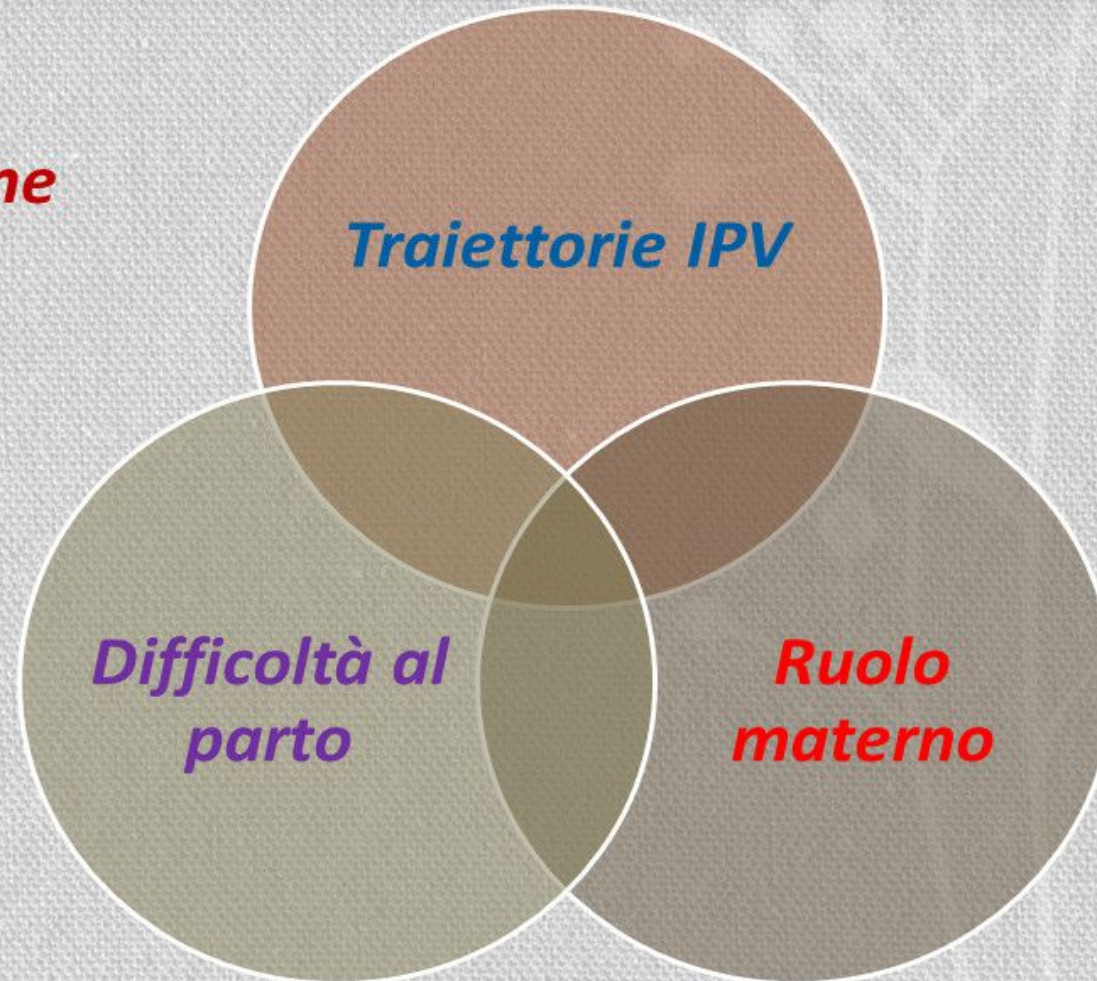 Traiettorie IPV
Difficoltà al
parto
Ruolo
materno